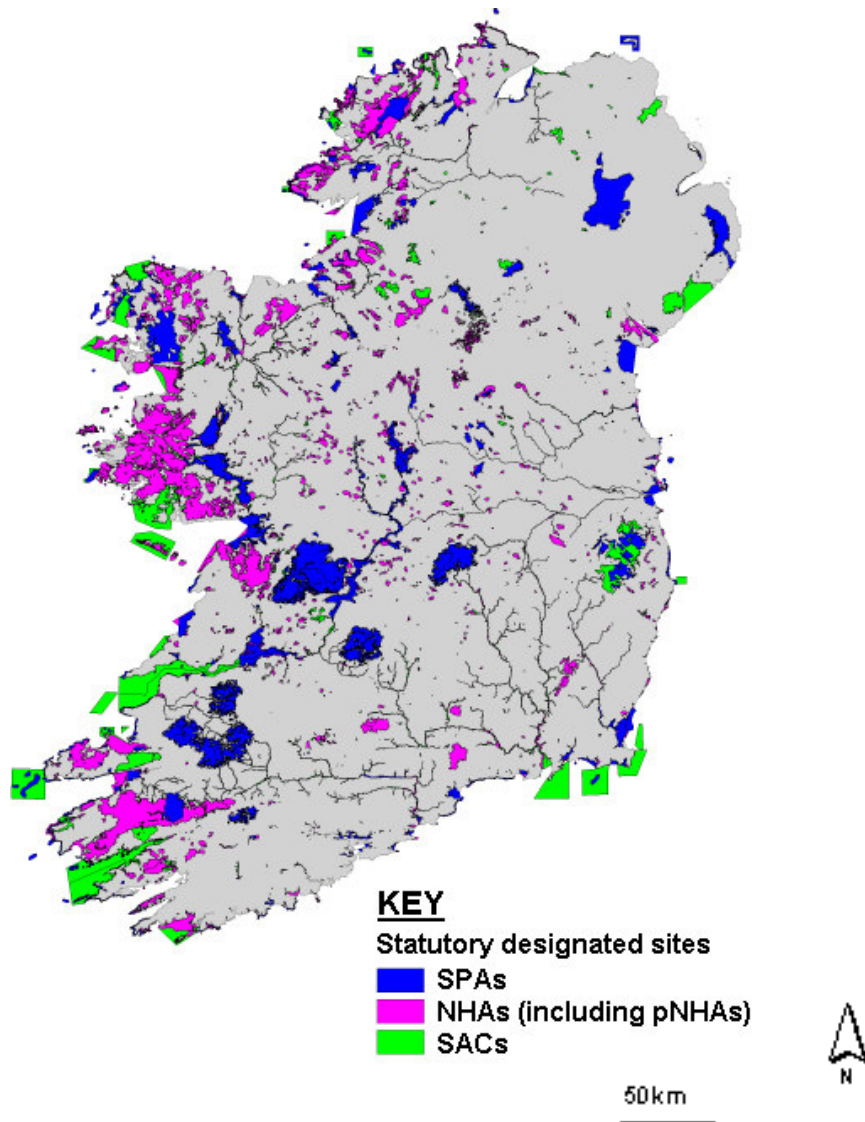 KEY
Statutory designated sites
SPAs
NHAs (including pNHAs)
SACs
N
50km